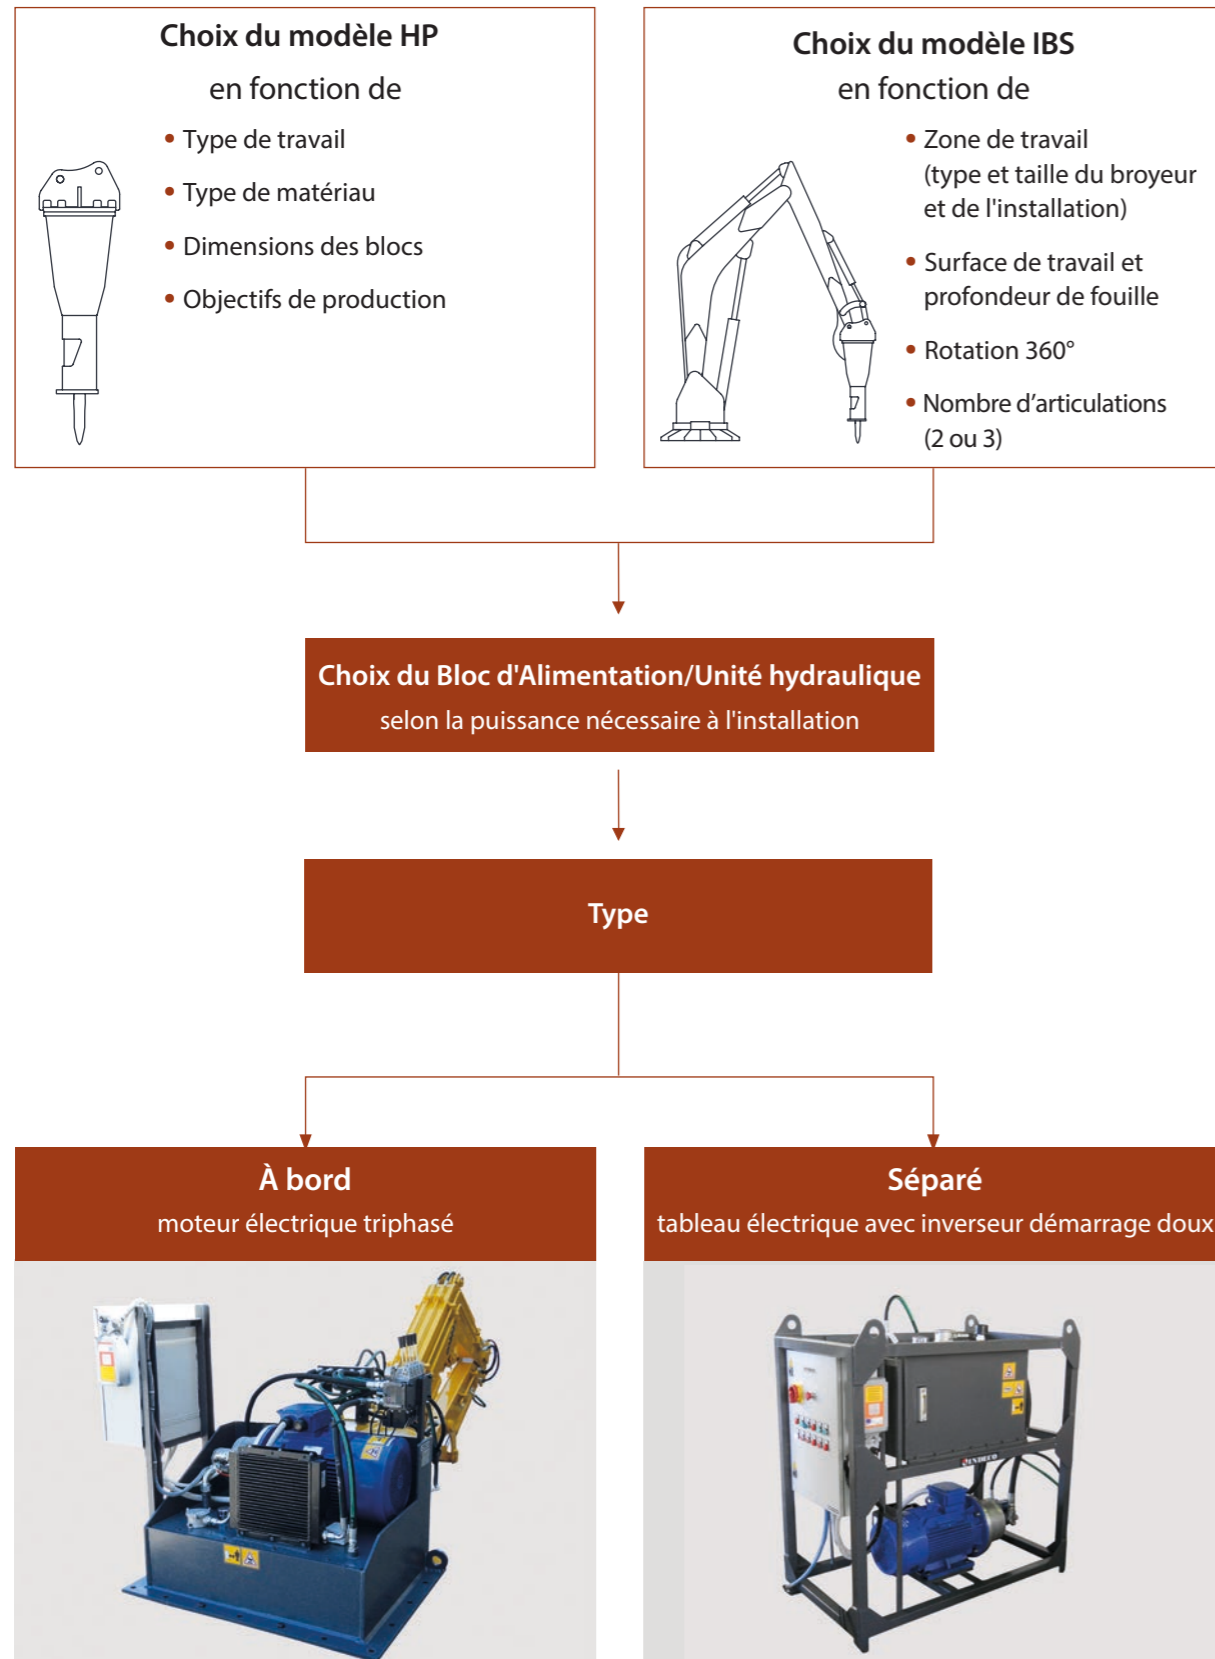 Choix du modèle HP
en fonction de
• Type de travail
• Type de matériau
• Dimensions des blocs
• Objectifs de production
Choix du modèle IBS
en fonction de
• Zone de travail
(type et taille du broyeur
et de l'installation)
• Surface de travail et
profondeur de fouille
• Rotation 360°
• Nombre d’articulations
(2 ou 3)
Choix du Bloc d'Alimentation/Unité hydraulique
selon la puissance nécessaire à l'installation
Type
À bord
moteur électrique triphasé
Séparé
tableau électrique avec inverseur démarrage doux
INDECO